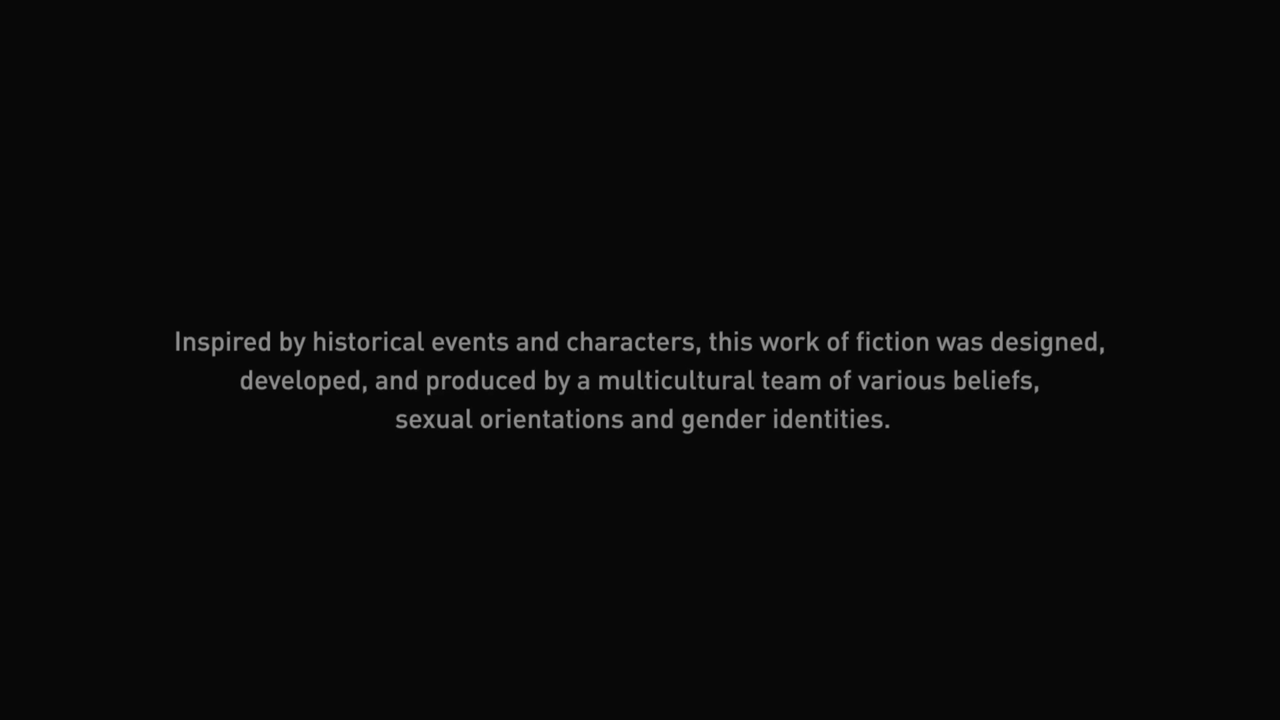 Inspired by historical events and characters, this work of fiction was designed,
developed, and produced by a multicultural team of various beliefs,
sexual orientations and gender identities.